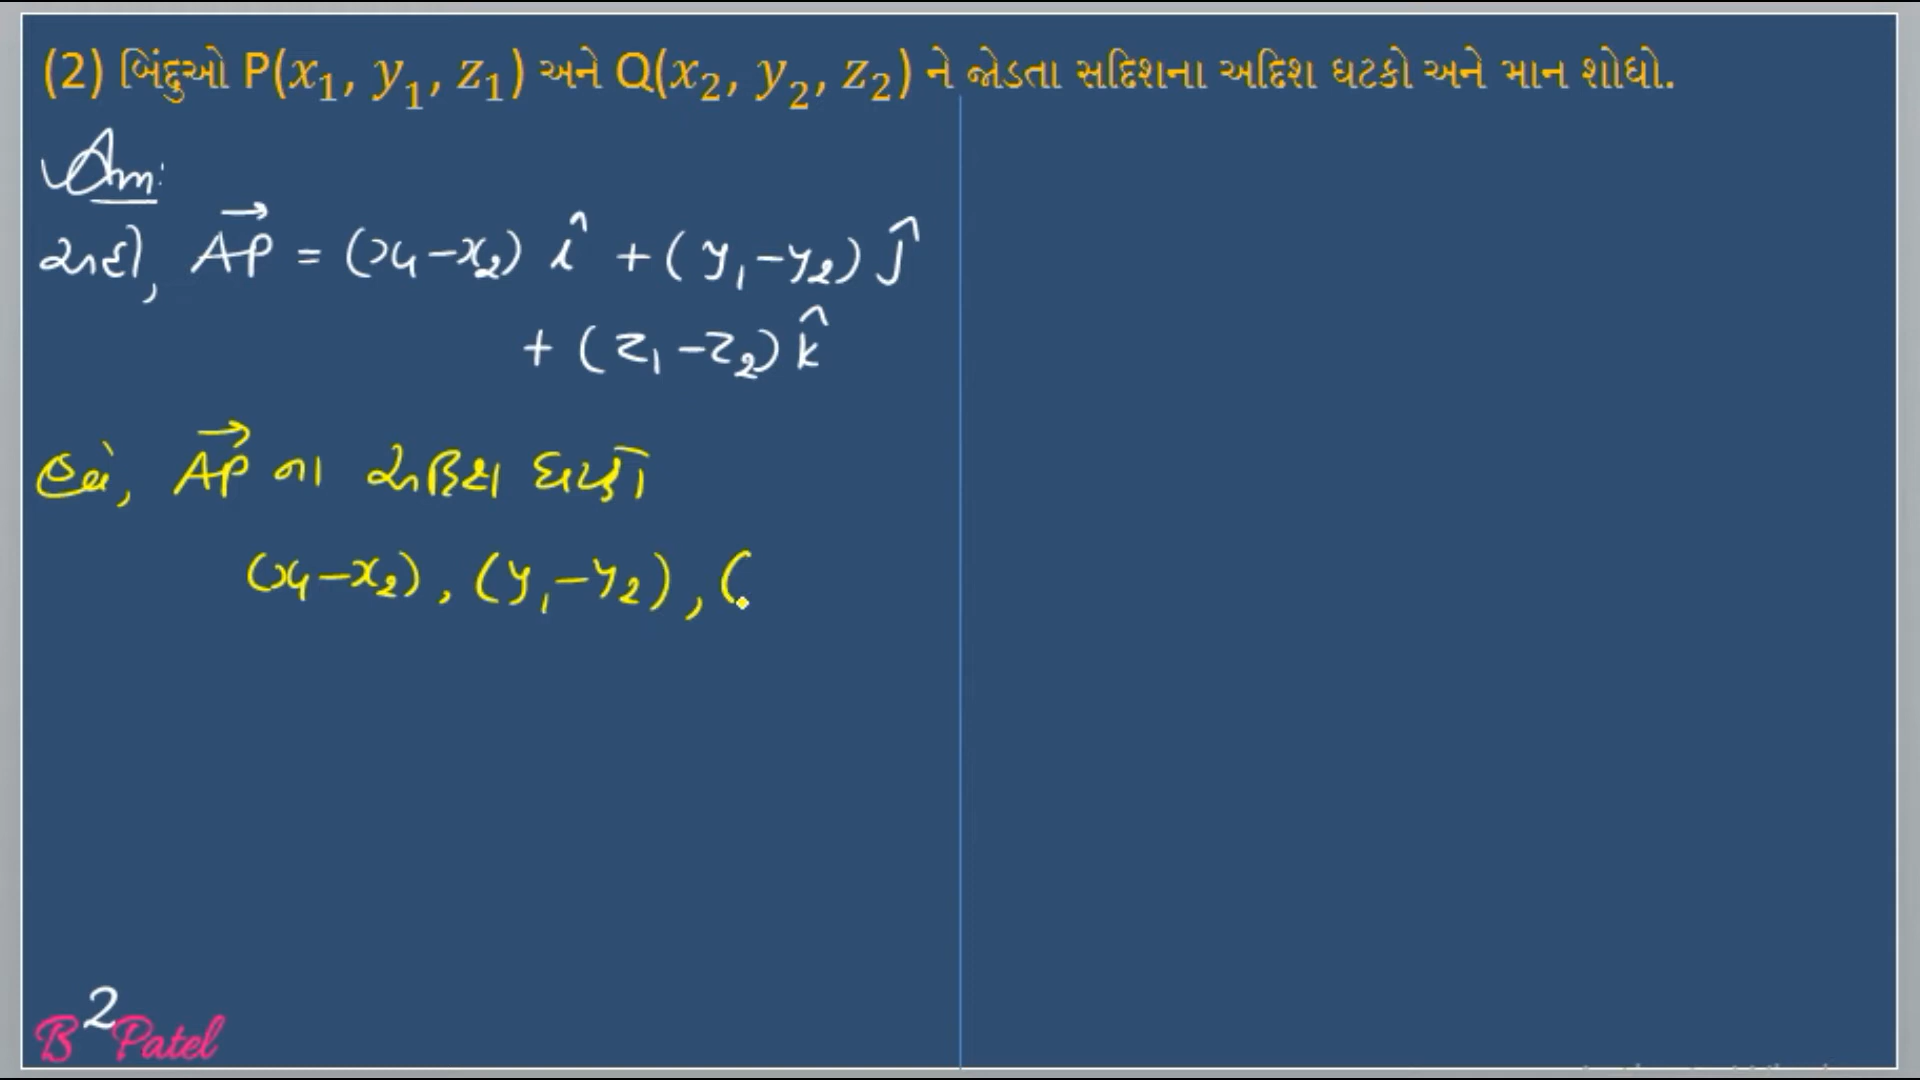 (2) બિંદુઓ P(x₁, y₁, z₁) અને Q(x₂, y₂, z₂) ને જોડતા સદિશના અદિશ ઘટકો અને માન શોધો.
Ans:
અહી, AP⃗ = (x₁-x₂) î + (y₁-y₂) ĵ
+ (z₁-z₂) k̂
હવે, AP⃗ ના અદિશ ઘટકો
(x₁-x₂), (y₁-y₂), (
B² Patel